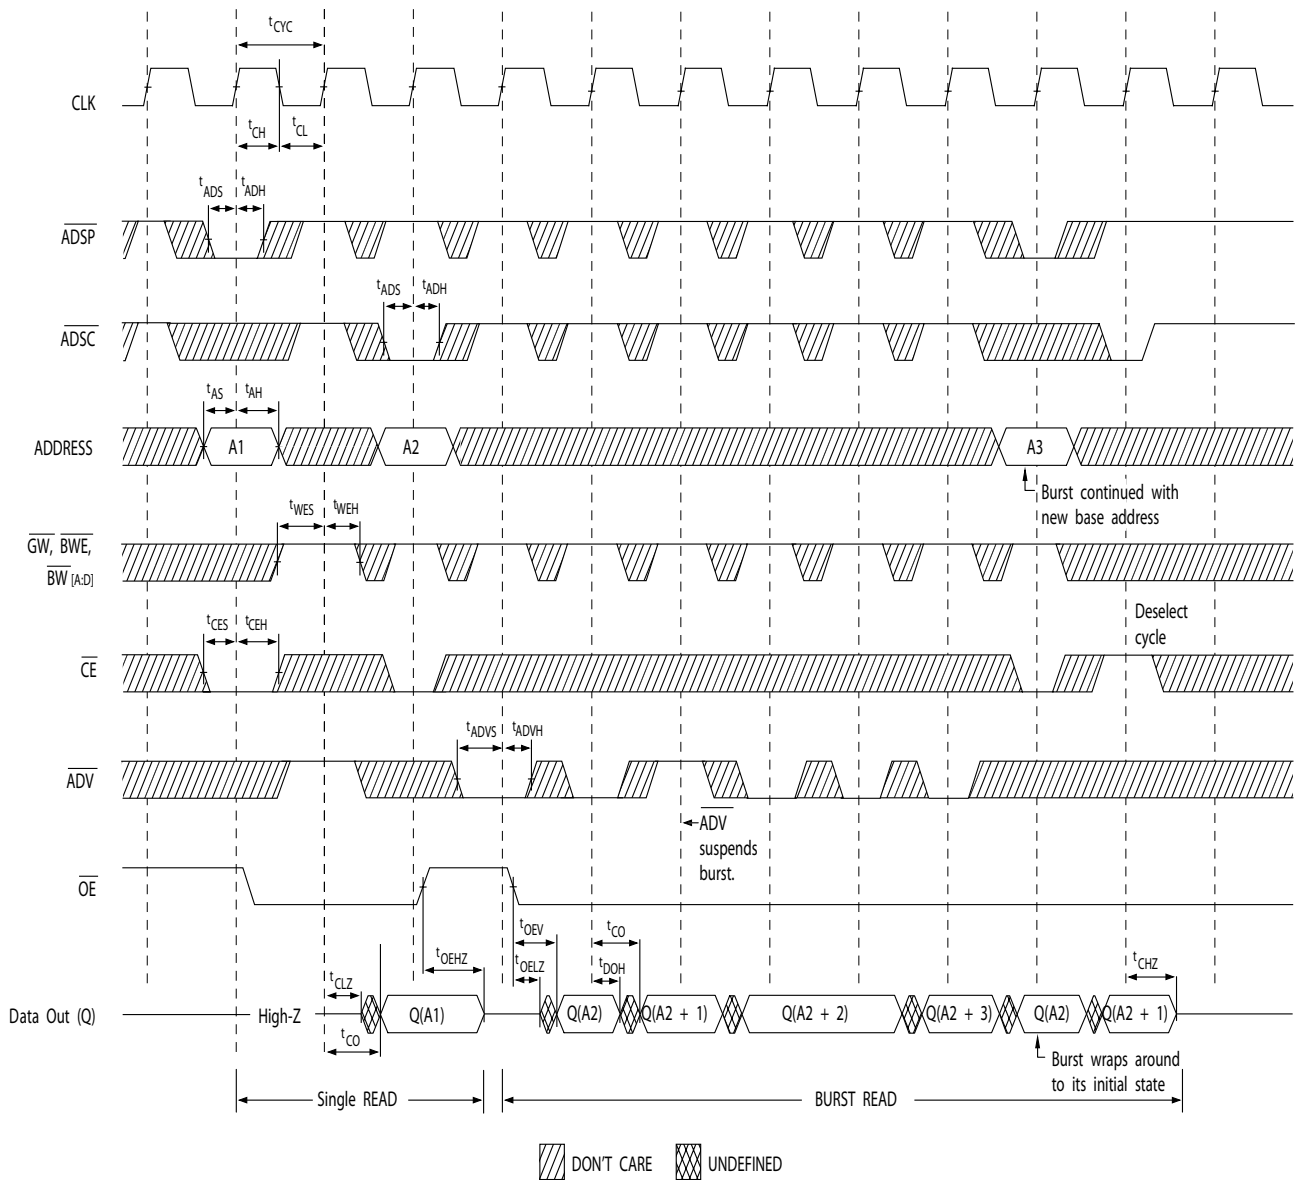 tCYC
CLK
tCH
tCL
tADS
tADH
ADSP
tADS
tADH
ADSC
tAS
tAH
ADDRESS
A1
A2
A3
Burst continued with
new base address
tWES
tWEH
GW, BWE,
BW [A:D]
Deselect
cycle
tCES
tCEH
CE
tADVS
tADVH
ADV
ADV
suspends
burst.
OE
tOEV
tCO
tOEHZ
tOELZ
tDOH
tCHZ
tCLZ
Data Out (Q)
High-Z
Q(A1)
Q(A2)
Q(A2 + 1)
Q(A2 + 2)
Q(A2 + 3)
Q(A2)
Q(A2 + 1)
tCO
Burst wraps around
to its initial state
Single READ
BURST READ
DON'T CARE
UNDEFINED